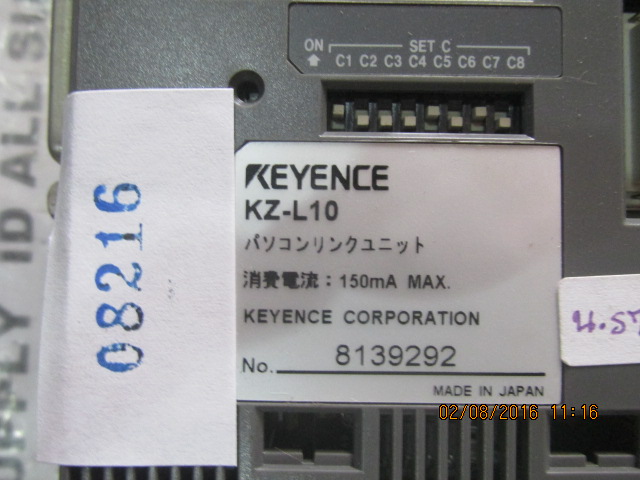 ON
SET C
C1 C2 C3 C4 C5 C6 C7 C8
KEYENCE
KZ-L10
パソコンリンクユニット
消費電流：150mA MAX.
KEYENCE CORPORATION
No. 8139292
MADE IN JAPAN
08216
ID ALL
02/08/2016 11:16